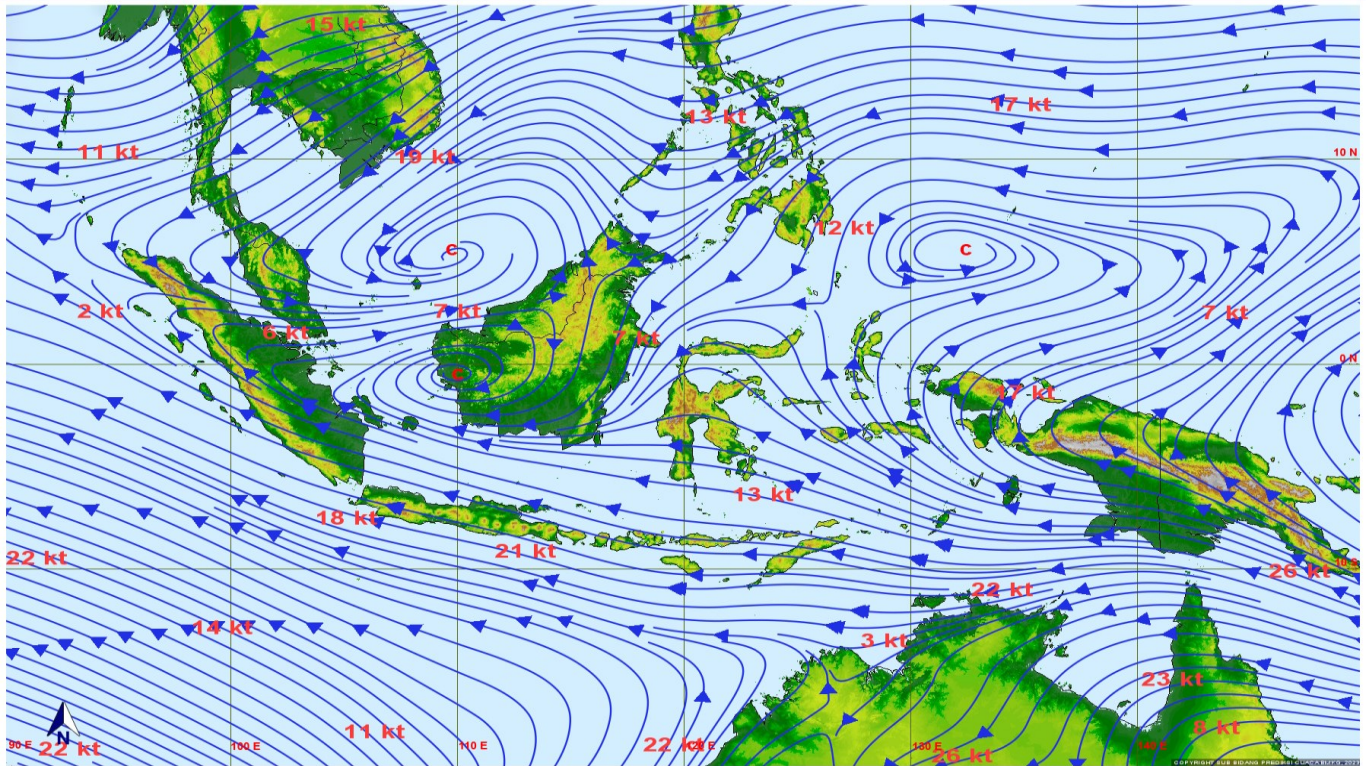 15 kt
17 kt
13 kt
11 kt
19 kt
10 N
12 kt
C
C
2 kt
7 kt
7 kt
6 kt
7 kt
0 N
C
17 kt
13 kt
18 kt
21 kt
22 kt
10 S
26 kt
22 kt
14 kt
3 kt
23 kt
8 kt
11 kt
N
90 E
22 kt
100 E
110 E
22 kt
120 E
130 E
26 kt
140 E